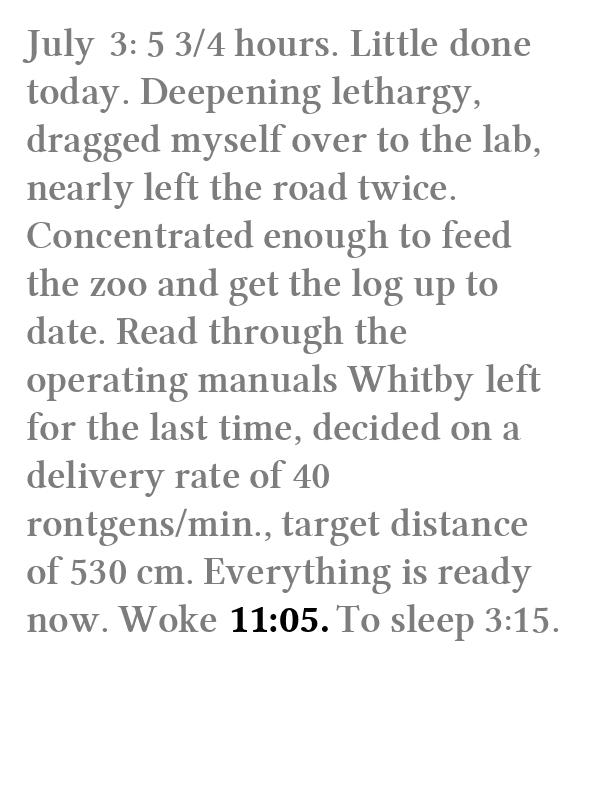 July 3: 5 3/4 hours. Little done
today. Deepening lethargy,
dragged myself over to the lab,
nearly left the road twice.
Concentrated enough to feed
the zoo and get the log up to
date. Read through the
operating manuals Whitby left
for the last time, decided on a
delivery rate of 40
rontgens/min., target distance
of 530 cm. Everything is ready
now. Woke 11:05. To sleep 3:15.